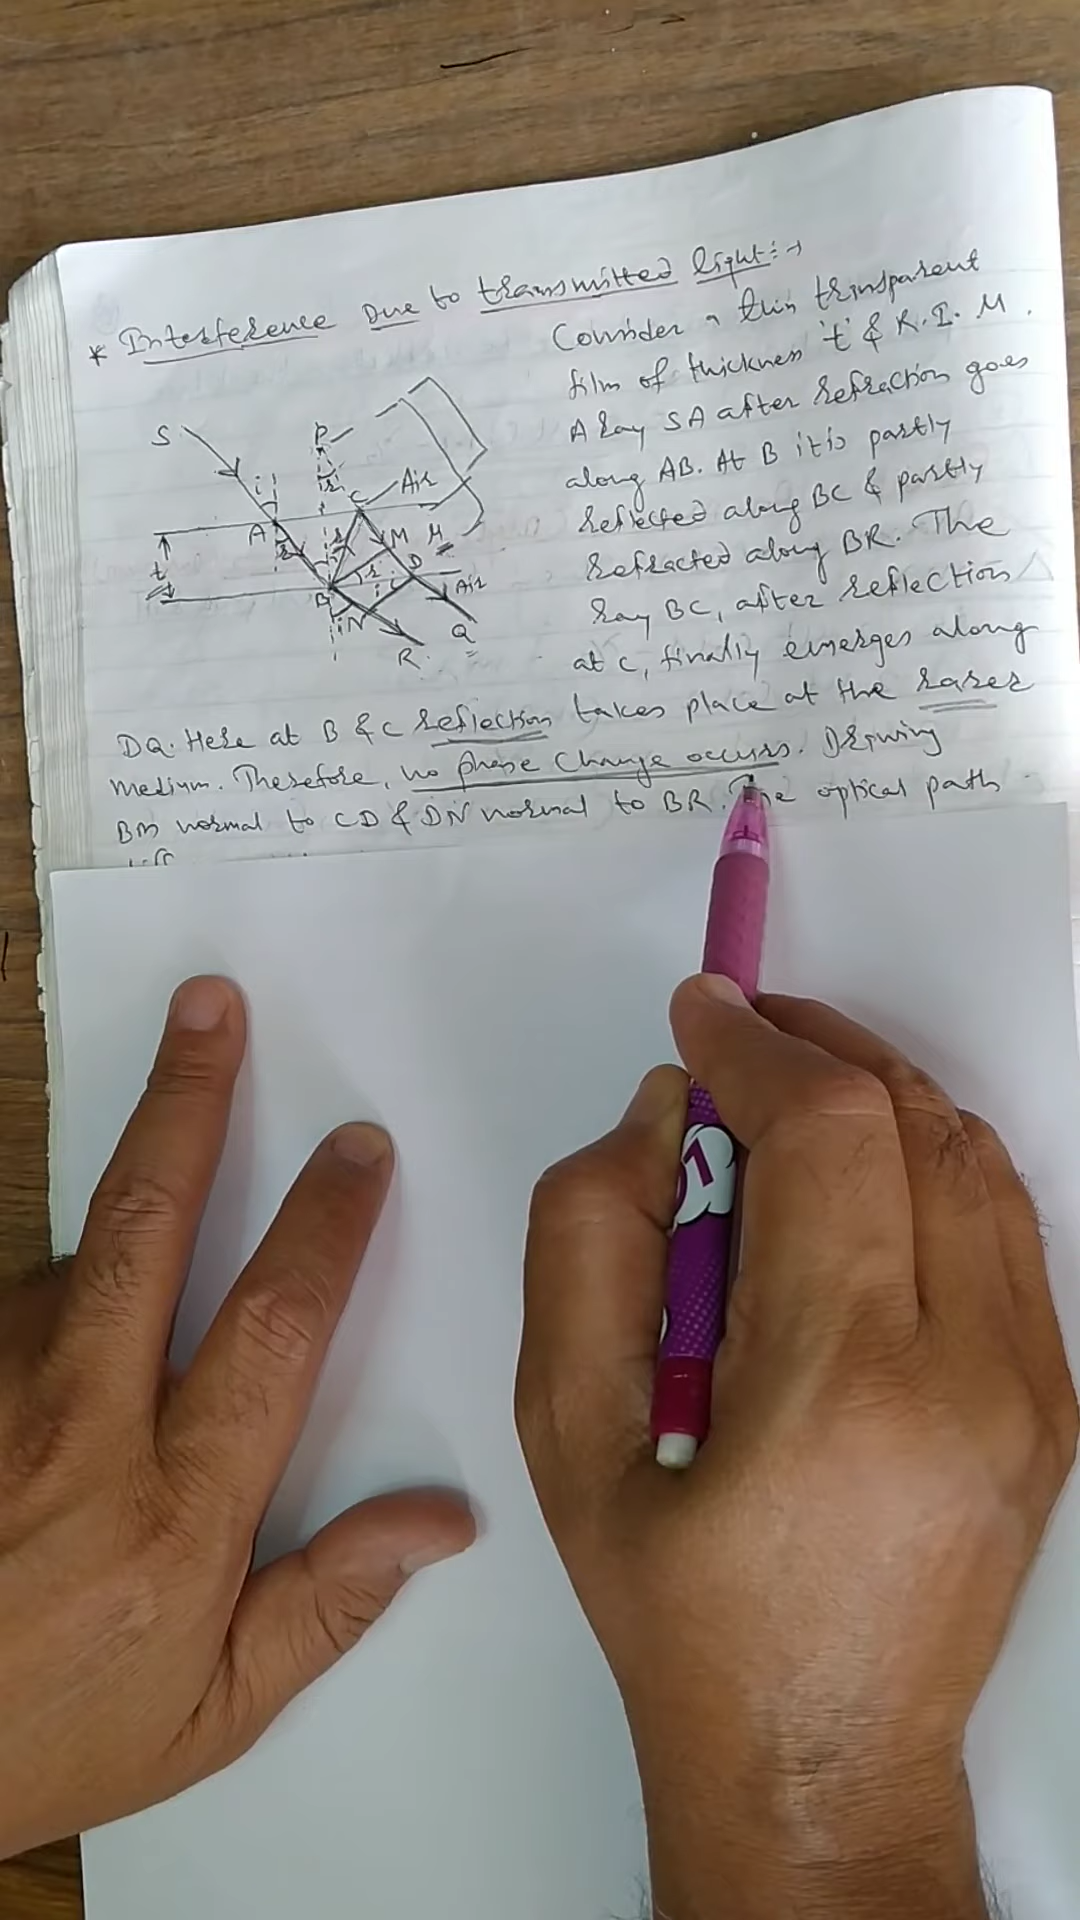 * Interference Due to transmitted light :→
Consider a thin transparent
film of thickness 't' & R.I. μ.
A ray SA after refraction goes
along AB. At B it is partly
reflected along BC & partly
Refracted along BR. The
ray BC, after reflection
at C, finally emerges along
DQ. Here at B & C reflection takes place at the rarer
medium. Therefore, no phase change occurs. Drawing
BM normal to CD & DN normal to BR. The optical path
S
P
i
r
Air
C
A
r
r
M
μ
t
r
D
B
i
Air
i
N
Q
R
1